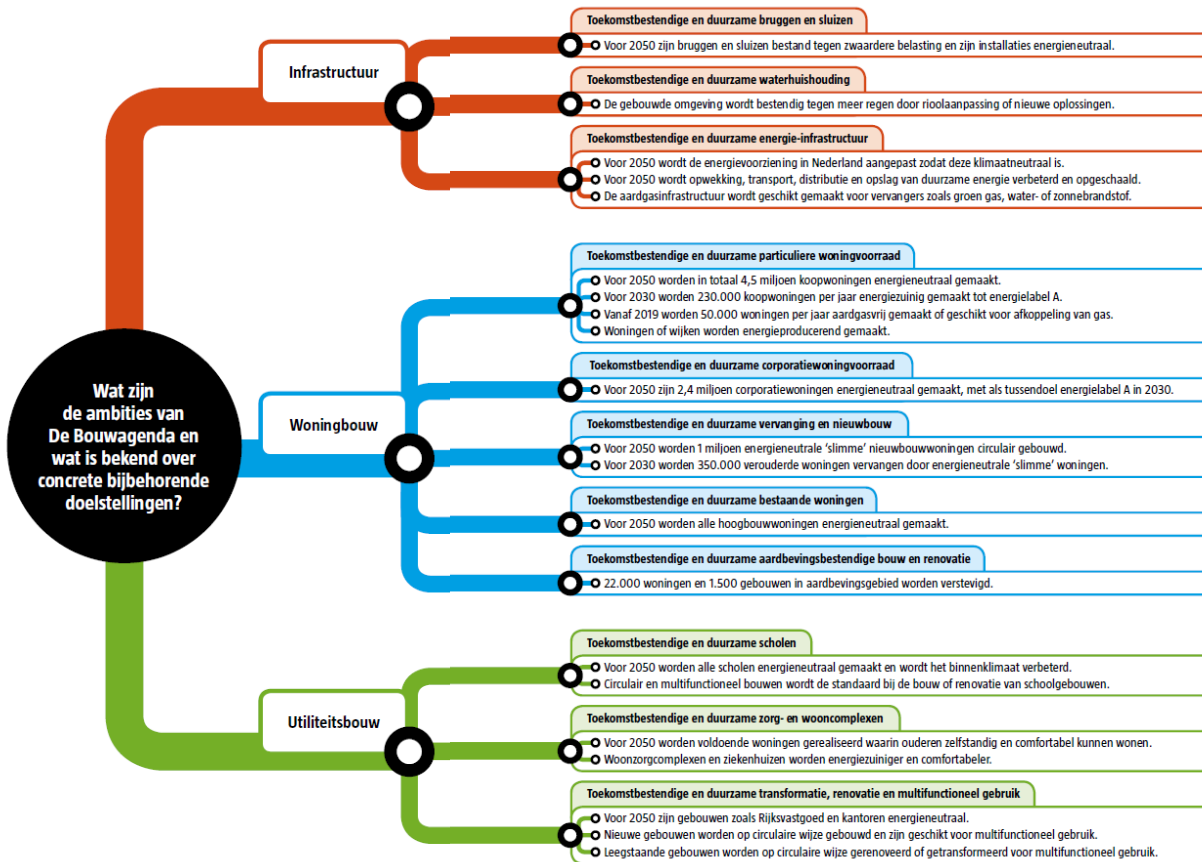 Wat zijn
de ambities van
De Bouwagenda en
wat is bekend over
concrete bijbehorende
doelstellingen?
Infrastructuur
Toekomstbestendige en duurzame bruggen en sluizen
Voor 2050 zijn bruggen en sluizen bestand tegen zwaardere belasting en zijn installaties energieneutraal.
Toekomstbestendige en duurzame waterhuishouding
De gebouwde omgeving wordt bestendig tegen meer regen door rioolaanpassing of nieuwe oplossingen.
Toekomstbestendige en duurzame energie-infrastructuur
Voor 2050 wordt de energievoorziening in Nederland aangepast zodat deze klimaatneutraal is.
Voor 2050 wordt opwekking, transport, distributie en opslag van duurzame energie verbeterd en opgeschaald.
De aardgasinfrastructuur wordt geschikt gemaakt voor vervangers zoals groen gas, water- of zonnebrandstof.
Woningbouw
Toekomstbestendige en duurzame particuliere woningvoorraad
Voor 2050 worden in totaal 4,5 miljoen koopwoningen energieneutraal gemaakt.
Voor 2030 worden 230.000 koopwoningen per jaar energiezuinig gemaakt tot energielabel A.
Vanaf 2019 worden 50.000 woningen per jaar aardgasvrij gemaakt of geschikt voor afkoppeling van gas.
Woningen of wijken worden energieproducerend gemaakt.
Toekomstbestendige en duurzame corporatiewoningvoorraad
Voor 2050 zijn 2,4 miljoen corporatiewoningen energieneutraal gemaakt, met als tussendoel energielabel A in 2030.
Toekomstbestendige en duurzame vervanging en nieuwbouw
Voor 2050 worden 1 miljoen energieneutrale ‘slimme’ nieuwbouwwoningen circulair gebouwd.
Voor 2030 worden 350.000 verouderde woningen vervangen door energieneutrale ‘slimme’ woningen.
Toekomstbestendige en duurzame bestaande woningen
Voor 2050 worden alle hoogbouwwoningen energieneutraal gemaakt.
Toekomstbestendige en duurzame aardbevingsbestendige bouw en renovatie
22.000 woningen en 1.500 gebouwen in aardbevingsgebied worden verstevigd.
Utiliteitsbouw
Toekomstbestendige en duurzame scholen
Voor 2050 worden alle scholen energieneutraal gemaakt en wordt het binnenklimaat verbeterd.
Circulair en multifunctioneel bouwen wordt de standaard bij de bouw of renovatie van schoolgebouwen.
Toekomstbestendige en duurzame zorg- en wooncomplexen
Voor 2050 worden voldoende woningen gerealiseerd waarin ouderen zelfstandig en comfortabel kunnen wonen.
Woonzorgcomplexen en ziekenhuizen worden energiezuiniger en comfortabeler.
Toekomstbestendige en duurzame transformatie, renovatie en multifunctioneel gebruik
Voor 2050 zijn gebouwen zoals Rijksvastgoed en kantoren energieneutraal.
Nieuwe gebouwen worden op circulaire wijze gebouwd en zijn geschikt voor multifunctioneel gebruik.
Leegstaande gebouwen worden op circulaire wijze gerenoveerd of getransformeerd voor multifunctioneel gebruik.